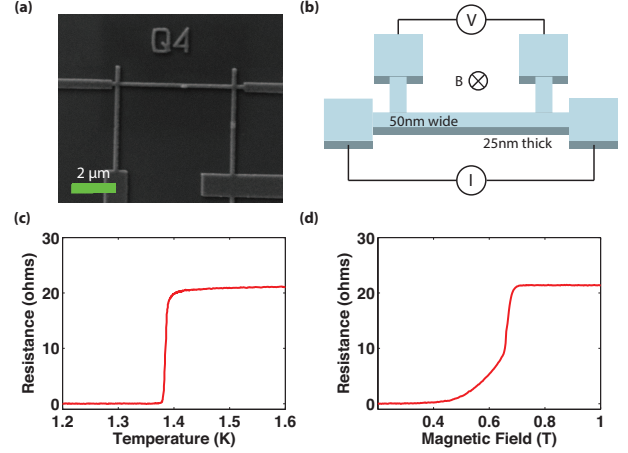 (a)
Q4
2 μm
(b)
V
B
50nm wide
25nm thick
I
(c)
Resistance (ohms)
30
20
10
0
1.2 1.3 1.4 1.5 1.6
Temperature (K)
(d)
Resistance (ohms)
30
20
10
0
0.4 0.6 0.8 1
Magnetic Field (T)